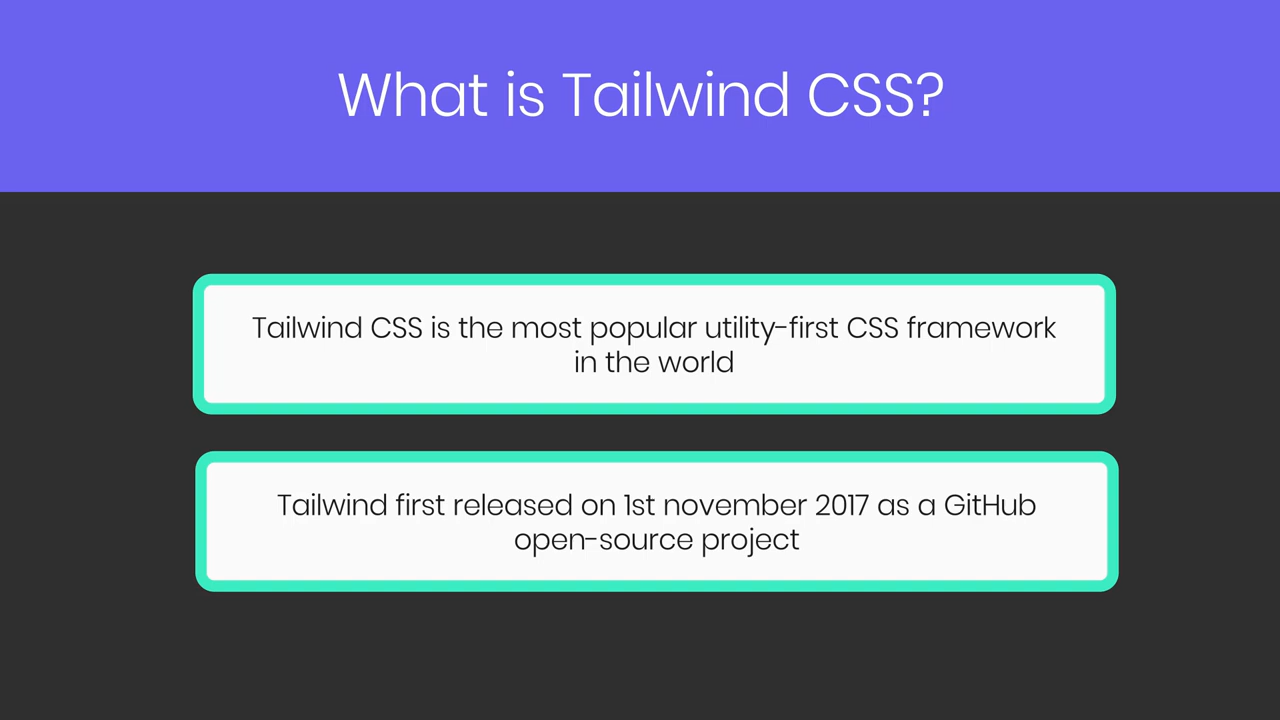 What is Tailwind CSS?
Tailwind CSS is the most popular utility-first CSS framework
in the world
Tailwind first released on 1st november 2017 as a GitHub
open-source project